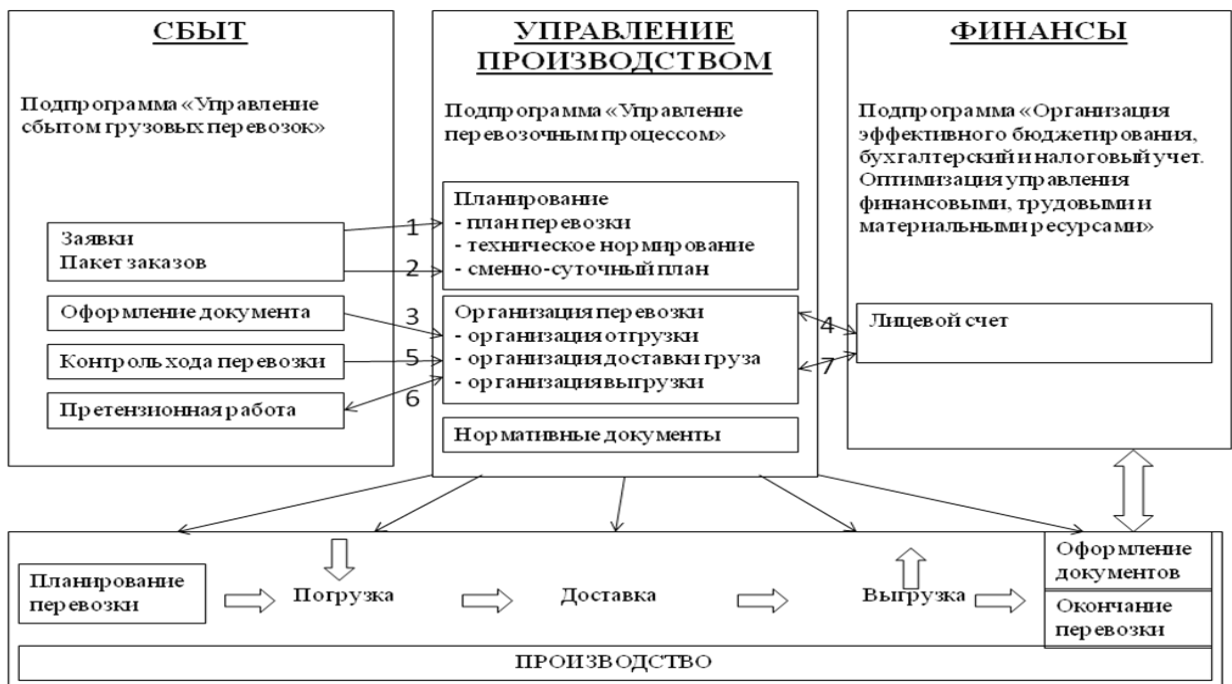 СБЫТ
Подпрограмма «Управление
сбытом грузовых перевозок»
Заявки
Пакет заказов
Оформление документа
Контроль хода перевозки
Претензионная работа
1
2
3
5
6
УПРАВЛЕНИЕ
ПРОИЗВОДСТВОМ
Подпрограмма «Управление
перевозочным процессом»
Планирование
- план перевозки
- техническое нормирование
- сменно-суточный план
Организация перевозки
- организация отгрузки
- организация доставки груза
- организация выгрузки
Нормативные документы
4
7
ФИНАНСЫ
Подпрограмма «Организация
эффективного бюджетирования,
бухгалтерский и налоговый учет.
Оптимизация управления
финансовыми, трудовыми и
материальными ресурсами»
Лицевой счет
Планирование
перевозки
Погрузка
Доставка
Выгрузка
Оформление
документов
Окончание
перевозки
ПРОИЗВОДСТВО